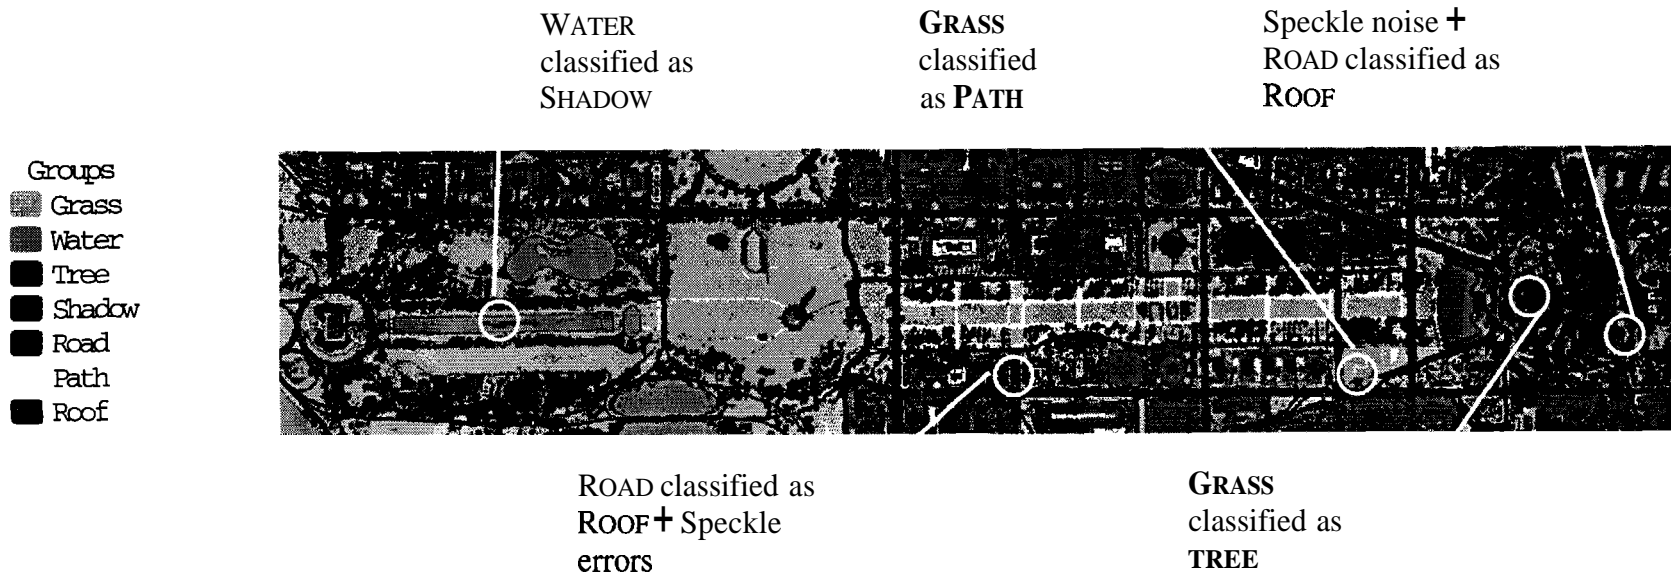 WATER
classified as
SHADOW
GRASS
classified
as PATH
Speckle noise +
ROAD classified as
ROOF
Groups
Grass
Water
Tree
Shadow
Road
Path
Roof
ROAD classified as
ROOF + Speckle
errors
GRASS
classified as
TREE